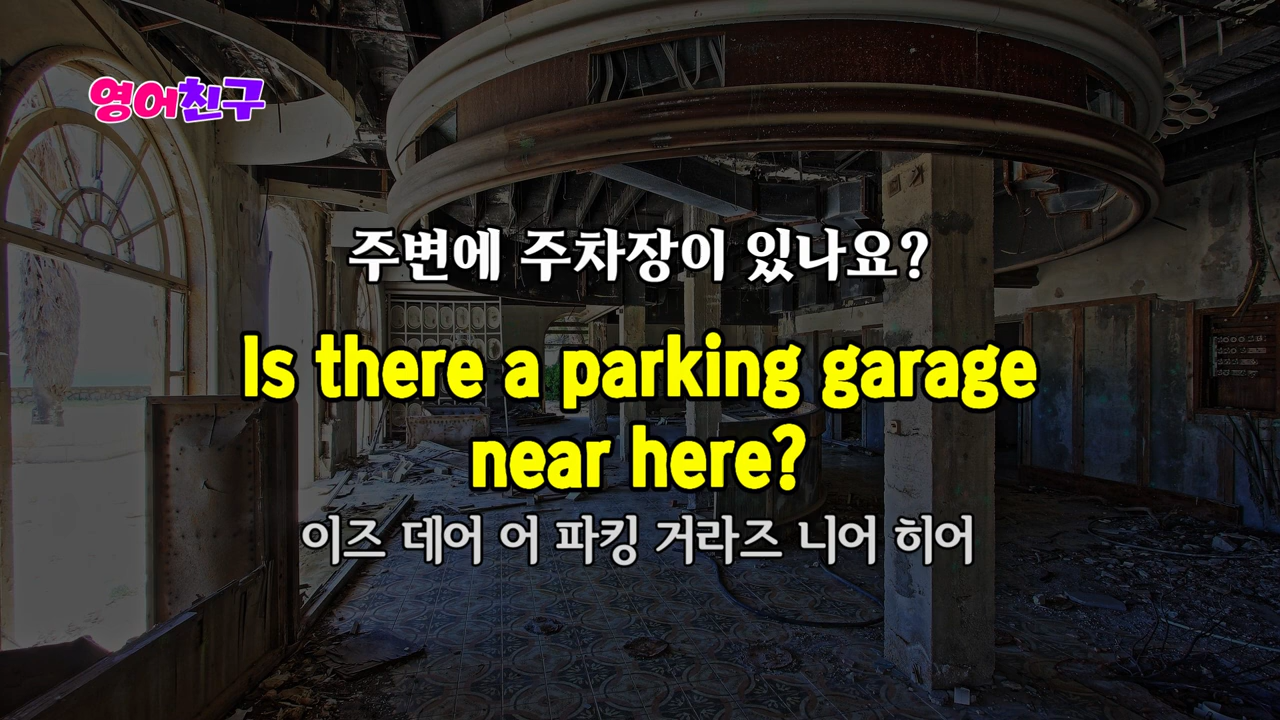 영어친구
주변에 주차장이 있나요?
Is there a parking garage
near here?
이즈 데어 어 파킹 거라즈 니어 히어